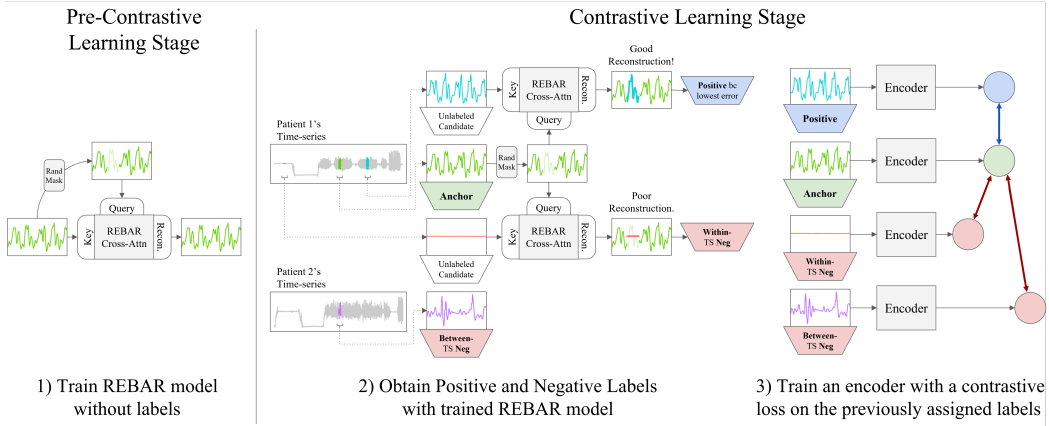 Pre-Contrastive
Learning Stage
Contrastive Learning Stage
Rand
Mask
Query
Key
REBAR
Cross-Attn
Recon.
1) Train REBAR model
without labels
Patient 1's
Time-series
Patient 2's
Time-series
Unlabeled
Candidate
Key
REBAR
Cross-Attn
Recon.
Query
Good
Reconstruction!
Positive bc
lowest error
Anchor
Rand
Mask
Unlabeled
Candidate
Query
Key
REBAR
Cross-Attn
Recon.
Poor
Reconstruction.
Within-
TS Neg
Between-
TS Neg
2) Obtain Positive and Negative Labels
with trained REBAR model
Positive
Encoder
Anchor
Encoder
Within-
TS Neg
Encoder
Between-
TS Neg
Encoder
3) Train an encoder with a contrastive
loss on the previously assigned labels